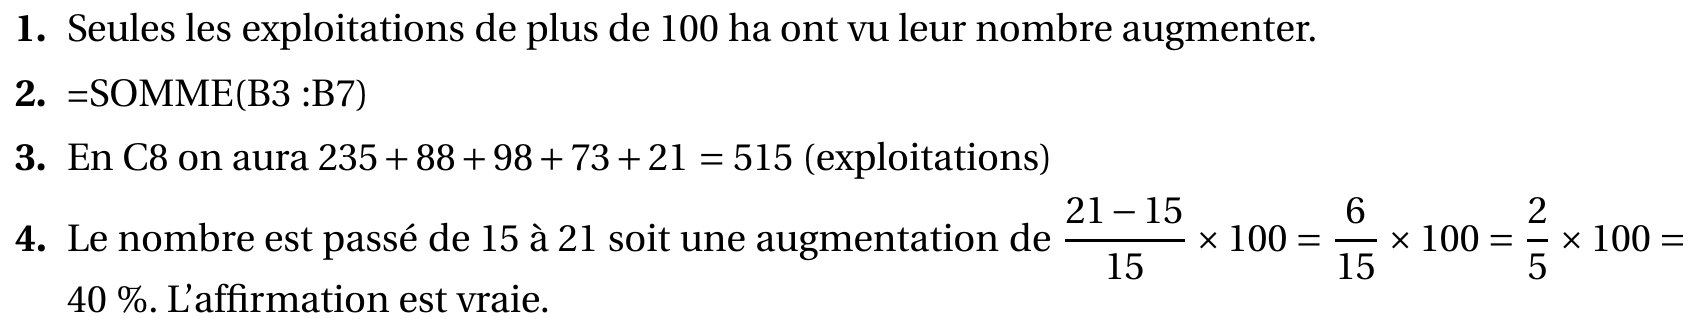 1. Seules les exploitations de plus de 100 ha ont vu leur nombre augmenter.
2. =SOMME(B3 :B7)
3. En C8 on aura 235 + 88 + 98 + 73 + 21 = 515 (exploitations)
4. Le nombre est passé de 15 à 21 soit une augmentation de \frac{21 − 15}{15} × 100 = \frac{6}{15} × 100 = \frac{2}{5} × 100 =
40 %. L’affirmation est vraie.